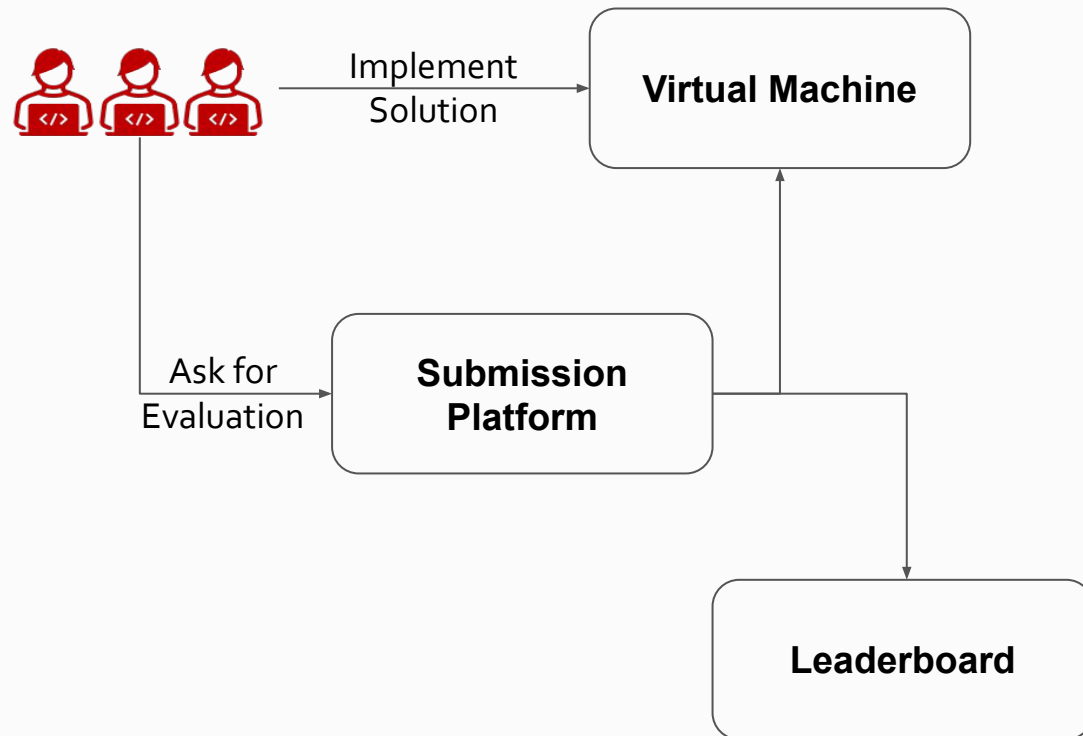 Implement
Solution
Virtual Machine
</>
</>
</>
Ask for
Evaluation
Submission
Platform
Leaderboard